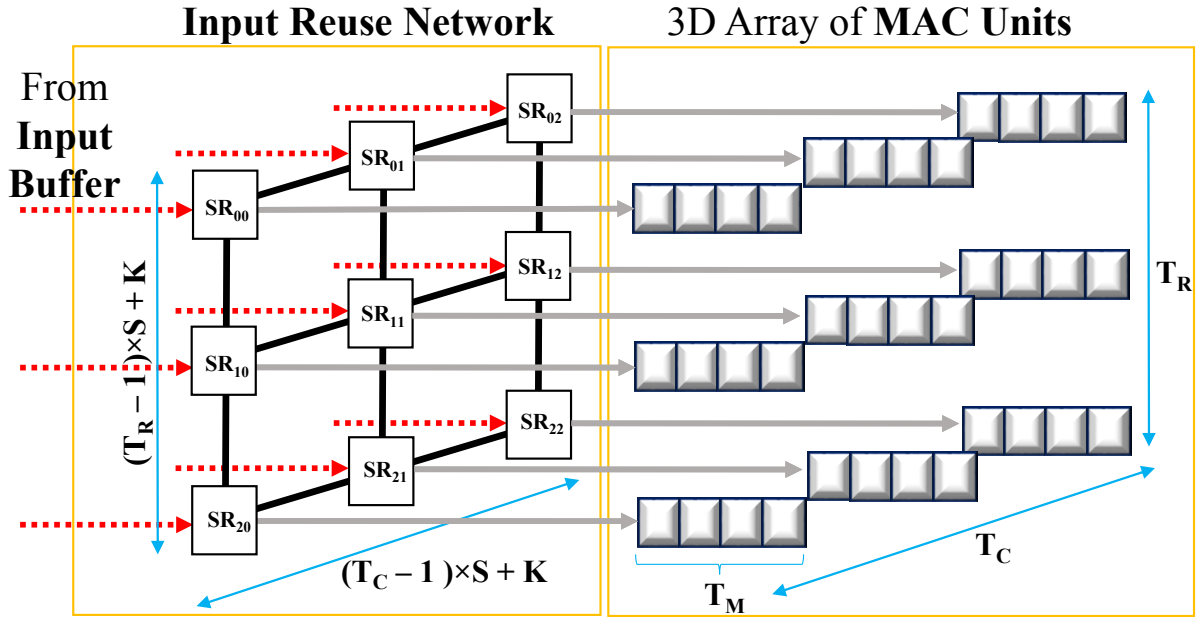 Input Reuse Network
3D Array of MAC Units
From
Input
Buffer
SR02
SR01
SR00
SR12
SR11
SR10
SR22
SR21
SR20
(TR – 1)×S + K
(TC – 1 )×S + K
TR
TC
TM